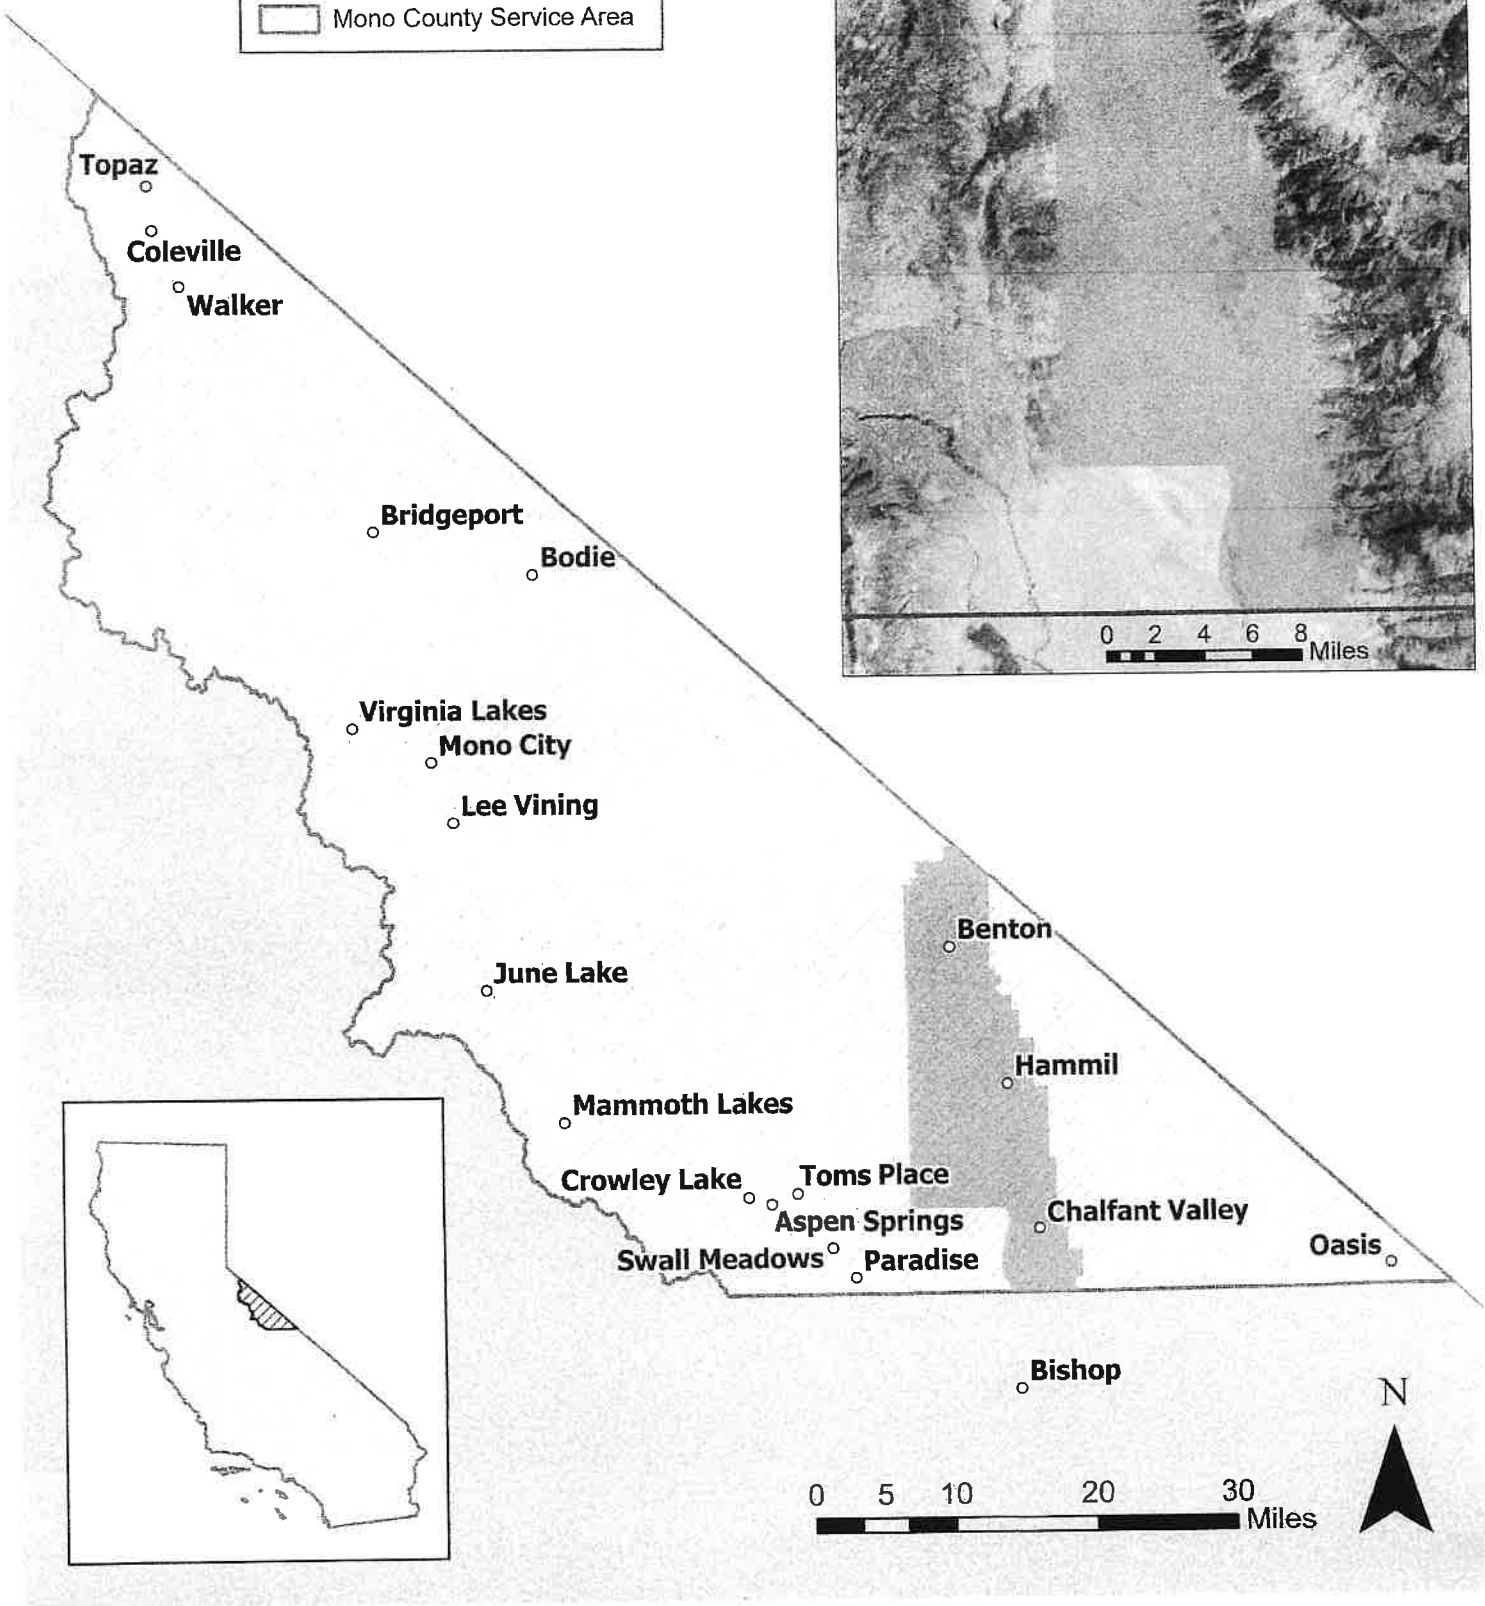 Mono County Service Area
Topaz
Coleville
Walker
Bridgeport
Bodie
0 2 4 6 8
Miles
Virginia Lakes
Mono City
Lee Vining
Benton
June Lake
Hammil
Mammoth Lakes
Crowley Lake
Toms Place
Aspen Springs
Chalfant Valley
Swall Meadows
Paradise
Oasis
Bishop
N
0 5 10 20 30
Miles